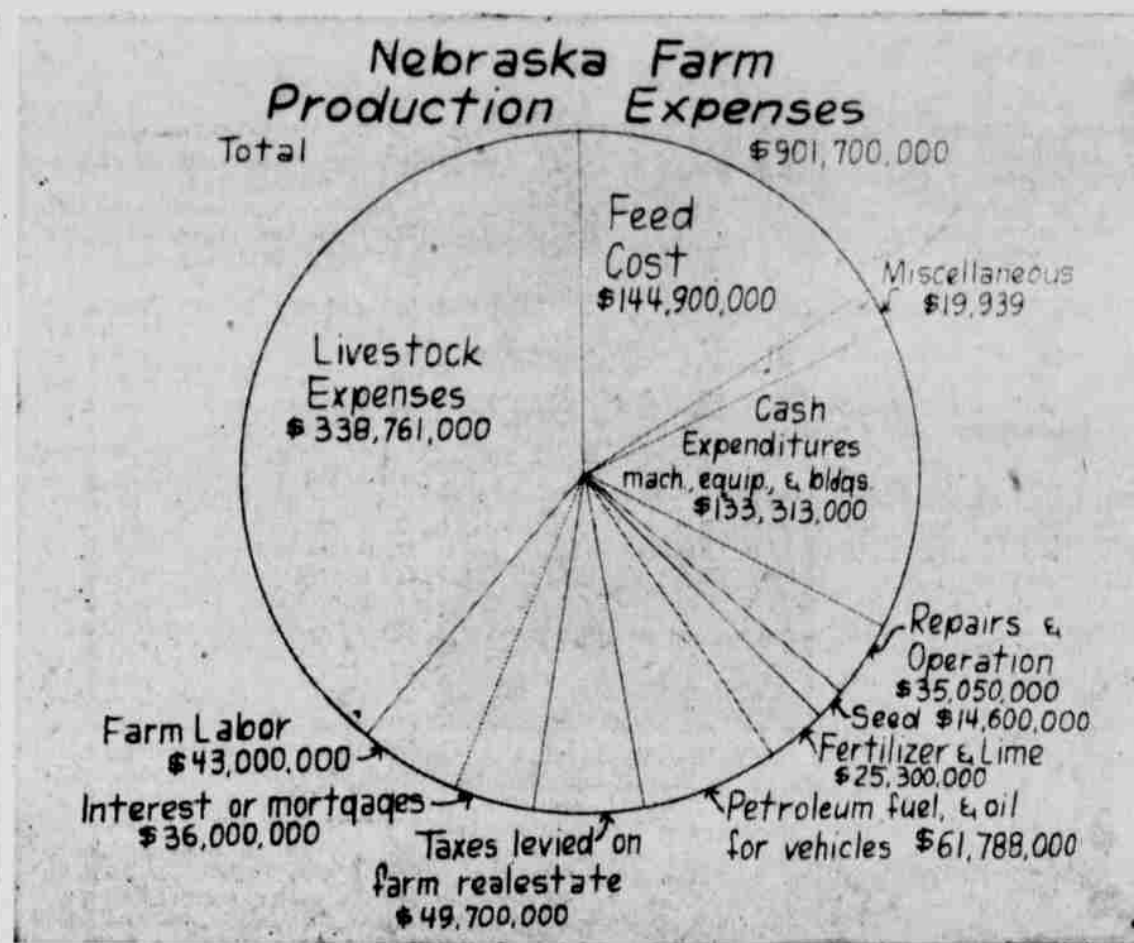 Nebraska Farm
Production Expenses
Total $901,700,000
Feed
Cost
$144,900,000
Miscellaneous
$19,939
Livestock
Expenses
$338,761,000
Cash
Expenditures
mach., equip., & bldgs.
$133,313,000
Repairs &
Operation
$35,050,000
Seed $14,600,000
Fertilizer & Lime
$25,300,000
Petroleum fuel, & oil
for vehicles $61,788,000
Taxes levied on
farm realestate
$49,700,000
Interest or mortgages
$36,000,000
Farm Labor
$43,000,000